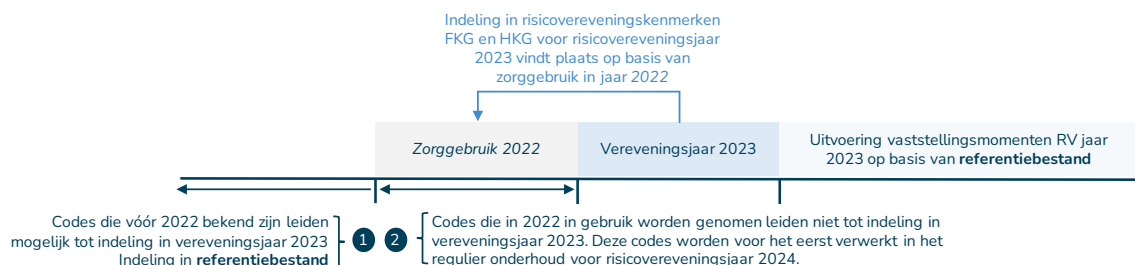 Indeling in risicovereveningskenmerken
FKG en HKG voor risicovereveningsjaar
2023 vindt plaats op basis van
zorggebruik in jaar 2022
Zorggebruik 2022
Vereveningsjaar 2023
Uitvoering vaststellingsmomenten RV jaar
2023 op basis van referentiebestand
Codes die vóór 2022 bekend zijn leiden
mogelijk tot indeling in vereveningsjaar 2023
Indeling in referentiebestand
1
2
Codes die in 2022 in gebruik worden genomen leiden niet tot indeling in
vereveningsjaar 2023. Deze codes worden voor het eerst verwerkt in het
regulier onderhoud voor risicovereveningsjaar 2024.